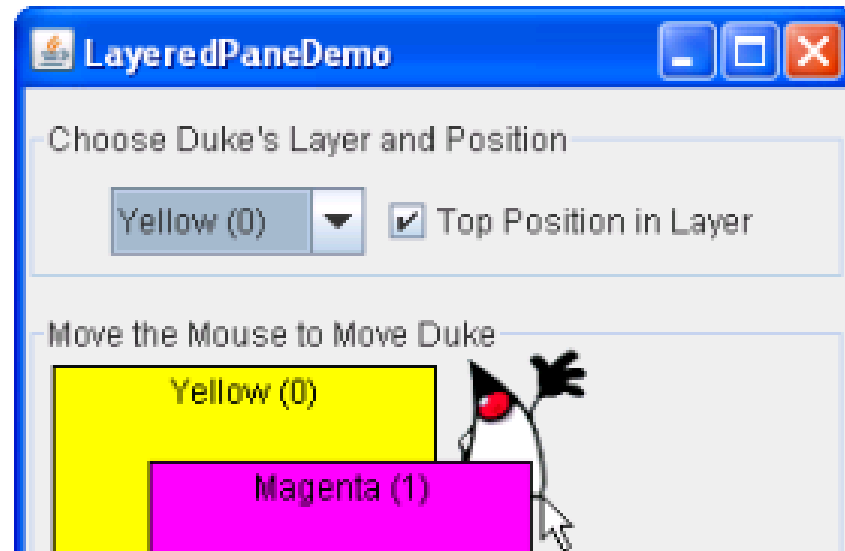 LayeredPaneDemo
Choose Duke's Layer and Position
Yellow (0) Top Position in Layer
Move the Mouse to Move Duke
Yellow (0)
Magenta (1)